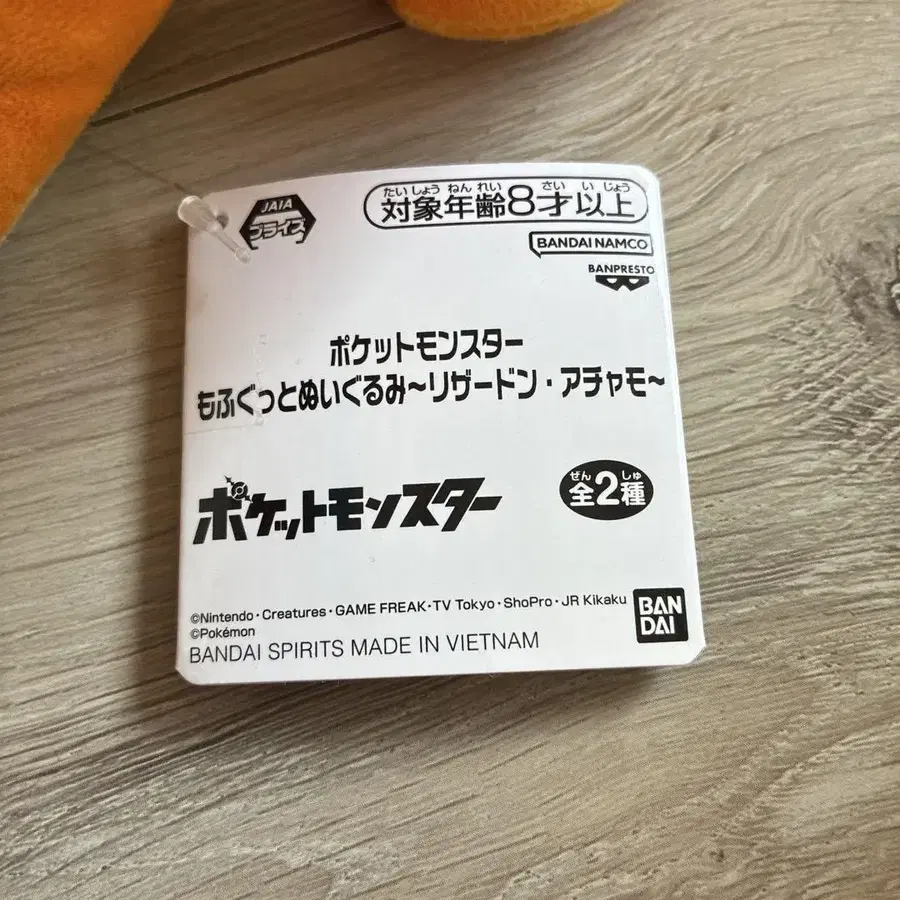 JAIA
プライズ
たいしょうねんれい さいいじょう
対象年齢8才以上
BANDAI NAMCO
BANPRESTO
ポケットモンスター
もふぐっとぬいぐるみ～リザードン・アチャモ～
ポケットモンスター
ぜん しゅ
全2種
©Nintendo・Creatures・GAME FREAK・TV Tokyo・ShoPro・JR Kikaku
©Pokémon
BANDAI SPIRITS MADE IN VIETNAM
BAN
DAI